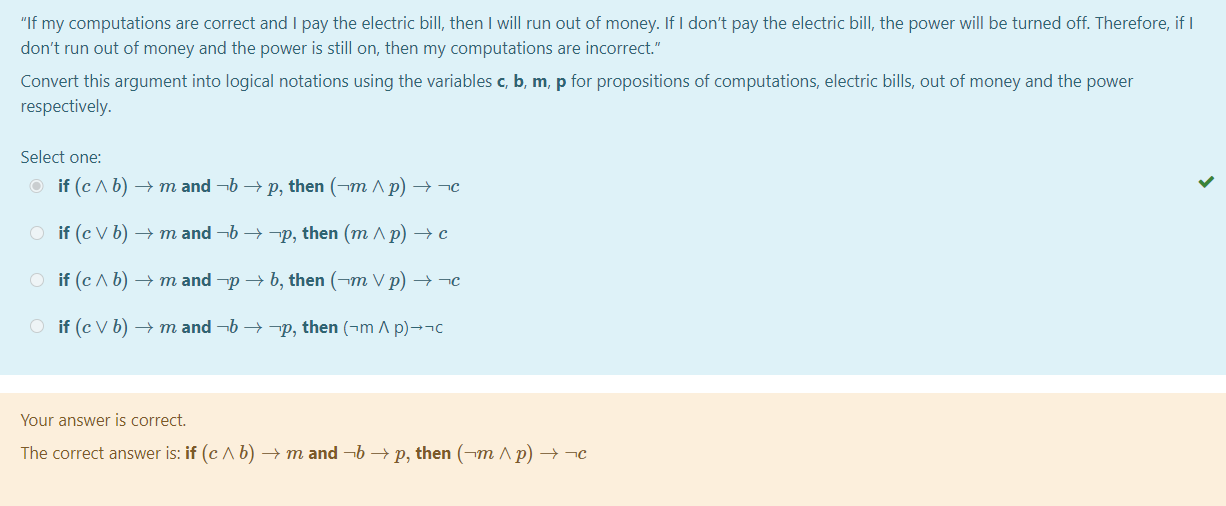 “If my computations are correct and I pay the electric bill, then I will run out of money. If I don’t pay the electric bill, the power will be turned off. Therefore, if I
don’t run out of money and the power is still on, then my computations are incorrect.”
Convert this argument into logical notations using the variables c, b, m, p for propositions of computations, electric bills, out of money and the power
respectively.
Select one:
if (c ∧ b) → m and ¬b → p, then (¬m ∧ p) → ¬c
if (c ∨ b) → m and ¬b → ¬p, then (m ∧ p) → c
if (c ∧ b) → m and ¬p → b, then (¬m ∨ p) → ¬c
if (c ∨ b) → m and ¬b → ¬p, then (¬m ∧ p)→¬c
Your answer is correct.
The correct answer is: if (c ∧ b) → m and ¬b → p, then (¬m ∧ p) → ¬c